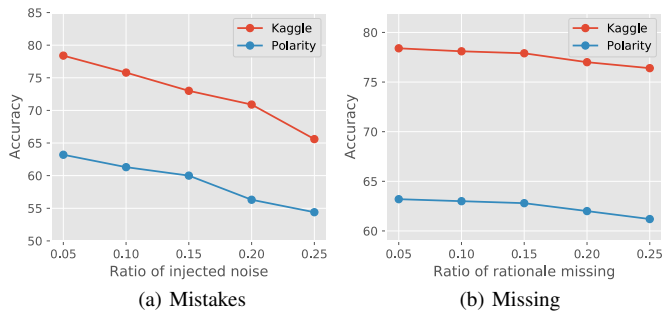 85
80
75
70
65
60
55
50
Accuracy
Kaggle
Polarity
0.05 0.10 0.15 0.20 0.25
Ratio of injected noise
(a) Mistakes
80
75
70
65
60
Accuracy
Kaggle
Polarity
0.05 0.10 0.15 0.20 0.25
Ratio of rationale missing
(b) Missing